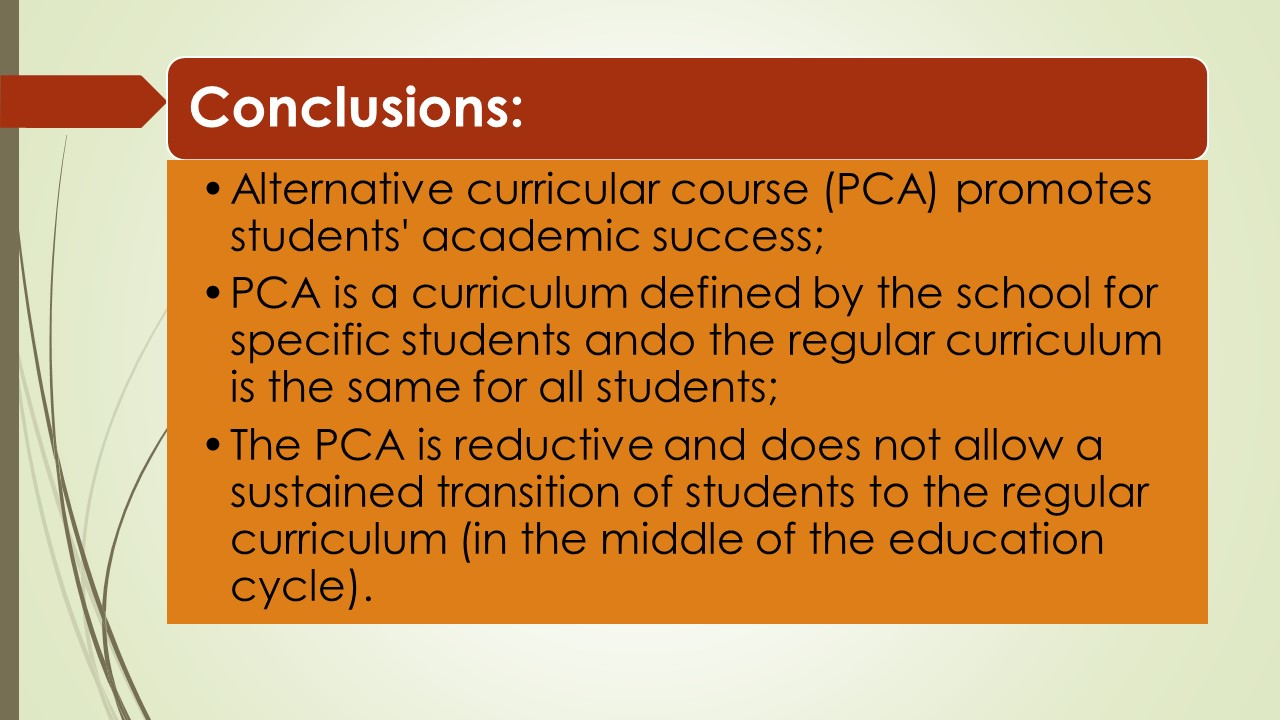 Conclusions:
•Alternative curricular course (PCA) promotes
students' academic success;
•PCA is a curriculum defined by the school for
specific students ando the regular curriculum
is the same for all students;
•The PCA is reductive and does not allow a
sustained transition of students to the regular
curriculum (in the middle of the education
cycle).